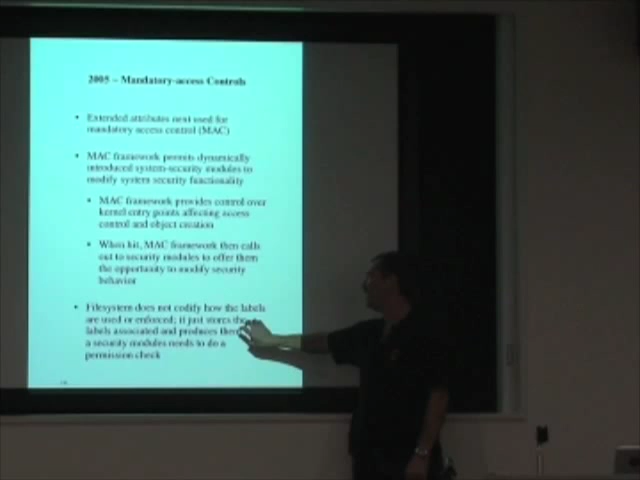 2005 – Mandatory-access Controls
• Extended attributes next used for
mandatory access control (MAC)
• MAC framework permits dynamically
introduced system-security modules to
modify system security functionality
• MAC framework provides control over
kernel entry points affecting access
control and object creation
• When hit, MAC framework then calls
out to security modules to offer them
the opportunity to modify security
behavior
• Filesystem does not codify how the labels
are used or enforced; it just stores the
labels associated and produces
a security modules needs to do a
permission check